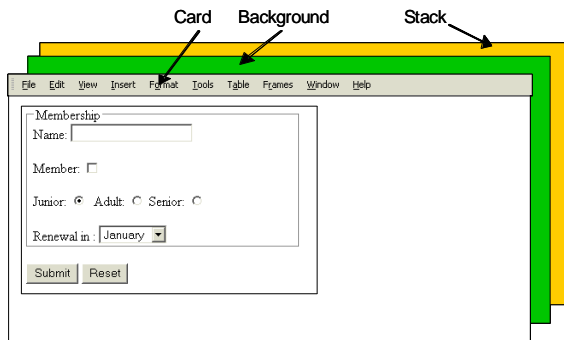 Card Background Stack
File Edit View Insert Format Tools Table Frames Window Help
Membership
Name:
Member:
Junior: Adult: Senior:
Renewal in : January
Submit Reset